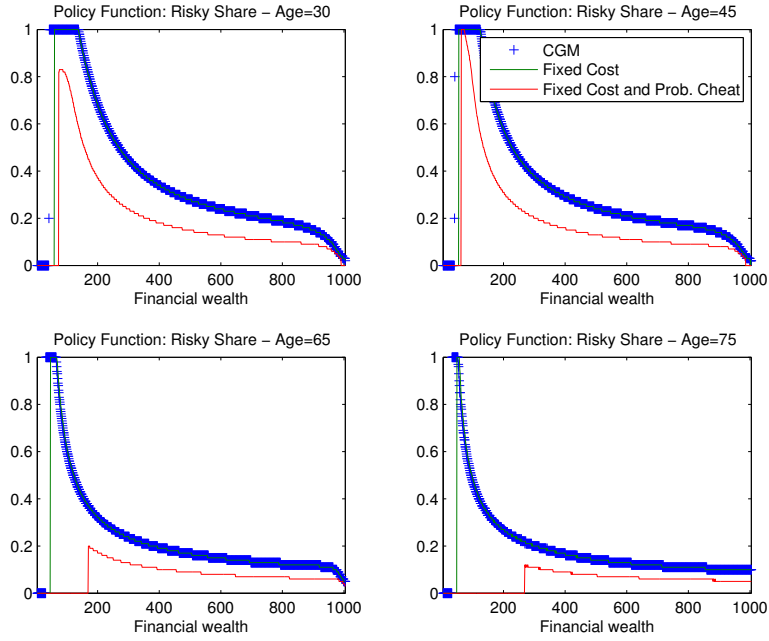 Policy Function: Risky Share − Age=30
1
0.8
0.6
0.4
0.2
0
200 400 600 800 1000
Financial wealth
Policy Function: Risky Share − Age=45
CGM
Fixed Cost
Fixed Cost and Prob. Cheat
1
0.8
0.6
0.4
0.2
0
200 400 600 800 1000
Financial wealth
Policy Function: Risky Share − Age=65
1
0.8
0.6
0.4
0.2
0
200 400 600 800 1000
Financial wealth
Policy Function: Risky Share − Age=75
1
0.8
0.6
0.4
0.2
0
200 400 600 800 1000
Financial wealth